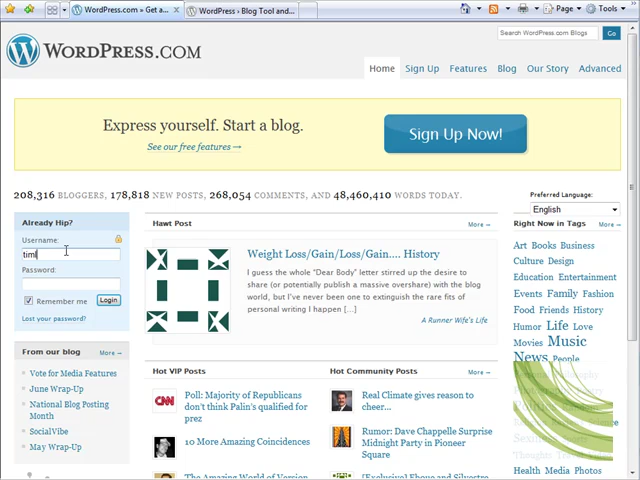 WordPress.com » Get a ...
WordPress › Blog Tool and...
Page
Tools
WORDPRESS.COM
Search WordPress.com Blogs
Go
Home
Sign Up
Features
Blog
Our Story
Advanced
Express yourself. Start a blog.
See our free features →
Sign Up Now!
208,316 BLOGGERS, 178,818 NEW POSTS, 268,054 COMMENTS, AND 48,460,410 WORDS TODAY.
Preferred Language:
English
Already Hip?
Username:
timl
Password:
Remember me
Login
Lost your password?
From our blog
More →
Vote for Media Features
June Wrap-Up
National Blog Posting
Month
SocialVibe
May Wrap-Up
Hawt Post
More →
Weight Loss/Gain/Loss/Gain.... History
I guess the whole "Dear Body" letter stirred up the desire to
share (or potentially publish a massive overshare) with the blog
world, but I've never been one to extinguish the rare fits of
personal writing I happen [...]
A Runner Wife's Life
Hot VIP Posts
CNN
Poll: Majority of Republicans
don't think Palin's qualified for
prez
10 More Amazing Coincidences
The Amazing World of Version
Hot Community Posts
More →
Real Climate gives reason to
cheer...
Rumor: Dave Chappelle Surprise
Midnight Party in Pioneer
Square
[Exclusive] Ebone and Silvestre
Right Now in Tags
More →
Art Books Business
Culture Design
Education Entertainment
Events Family Fashion
Food Friends History
Humor Life Love
Movies Music
News People
Health Media Photos